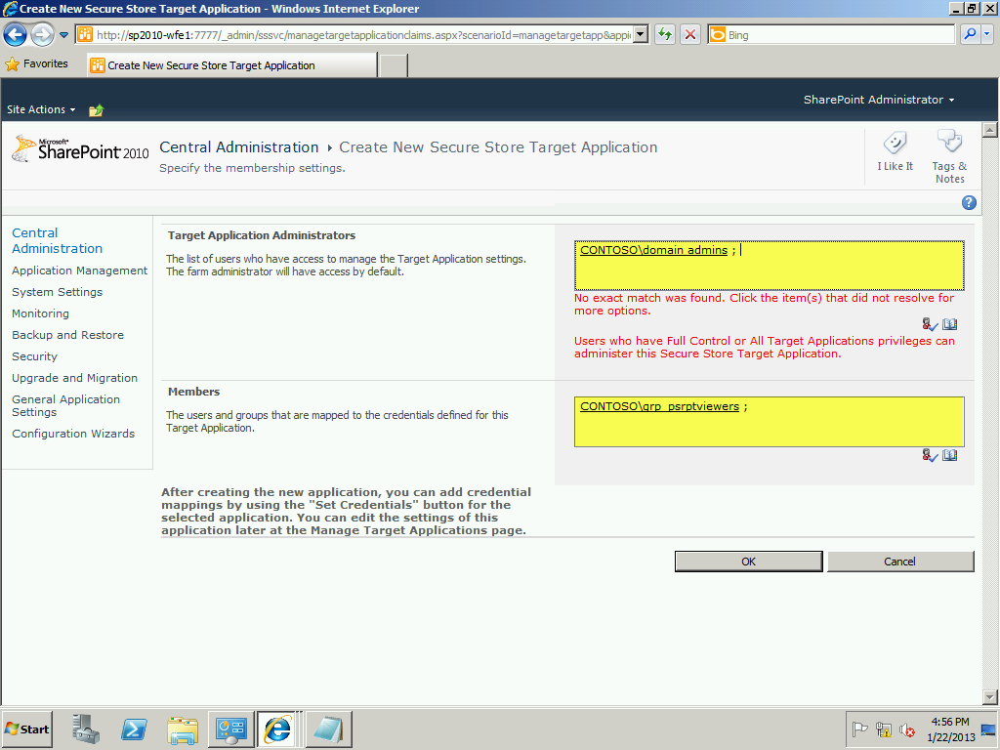 Create New Secure Store Target Application - Windows Internet Explorer
http://sp2010-wfe1:7777/_admin/sssvc/managetargetapplicationclaims.aspx?scenarioId=managetargetapp&appi
Bing
Favorites
Create New Secure Store Target Application
SharePoint Administrator
Site Actions
Microsoft
SharePoint 2010
Central Administration
Create New Secure Store Target Application
Specify the membership settings.
I Like It
Tags &
Notes
Central
Administration
Application Management
System Settings
Monitoring
Backup and Restore
Security
Upgrade and Migration
General Application
Settings
Configuration Wizards
Target Application Administrators
The list of users who have access to manage the Target Application settings.
The farm administrator will have access by default.
CONTOSO\domain admins ;
No exact match was found. Click the item(s) that did not resolve for
more options.
Users who have Full Control or All Target Applications privileges can
administer this Secure Store Target Application.
Members
The users and groups that are mapped to the credentials defined for this
Target Application.
CONTOSO\grp_psrptviewers ;
After creating the new application, you can add credential
mappings by using the "Set Credentials" button for the
selected application. You can edit the settings of this
application later at the Manage Target Applications page.
OK
Cancel
Start
4:56 PM
1/22/2013